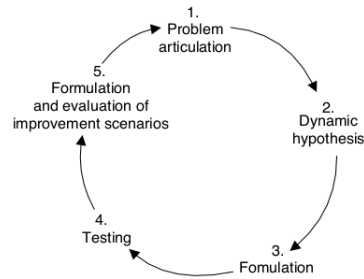 1.
Problem
articulation
2.
Dynamic
hypothesis
3.
Fomulation
4.
Testing
5.
Formulation
and evaluation of
improvement scenarios